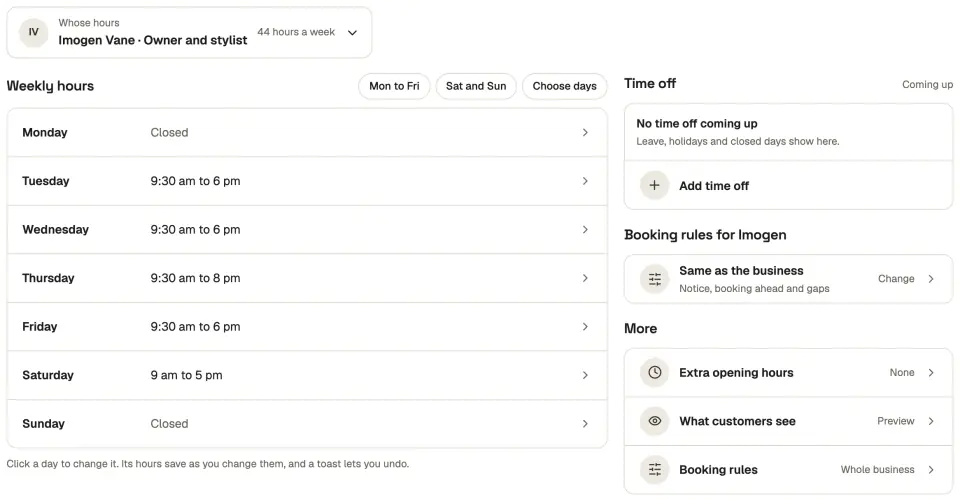 IV
Whose hours
Imogen Vane · Owner and stylist
44 hours a week
Weekly hours
Mon to Fri
Sat and Sun
Choose days
Monday Closed
Tuesday 9:30 am to 6 pm
Wednesday 9:30 am to 6 pm
Thursday 9:30 am to 8 pm
Friday 9:30 am to 6 pm
Saturday 9 am to 5 pm
Sunday Closed
Click a day to change it. Its hours save as you change them, and a toast lets you undo.
Time off
Coming up
No time off coming up
Leave, holidays and closed days show here.
Add time off
Booking rules for Imogen
Same as the business
Notice, booking ahead and gaps
Change
More
Extra opening hours None
What customers see Preview
Booking rules Whole business